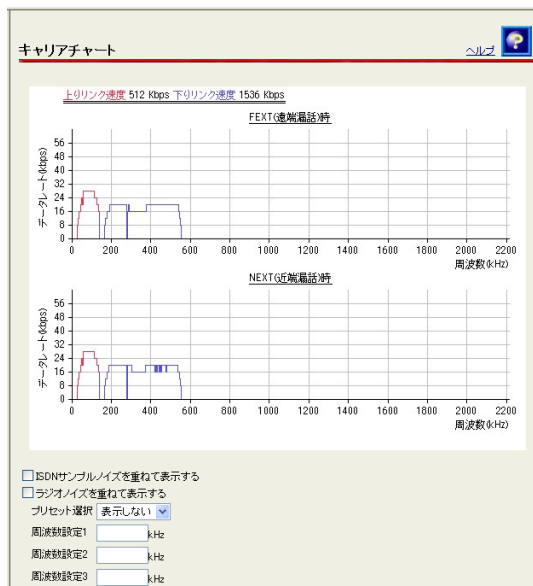 キャリアチャート
ヘルプ
上りリンク速度 512 Kbps 下りリンク速度 1536 Kbps
FEXT(遠端漏話)時
データレート(kbps)
56
48
40
32
24
16
8
0
0 200 400 600 800 1000 1200 1400 1600 1800 2000 2200
周波数(kHz)
NEXT(近端漏話)時
データレート(kbps)
56
48
40
32
24
16
8
0
0 200 400 600 800 1000 1200 1400 1600 1800 2000 2200
周波数(kHz)
ISDNサンプルノイズを重ねて表示する
ラジオノイズを重ねて表示する
プリセット選択 表示しない
周波数設定1 kHz
周波数設定2 kHz
周波数設定3 kHz